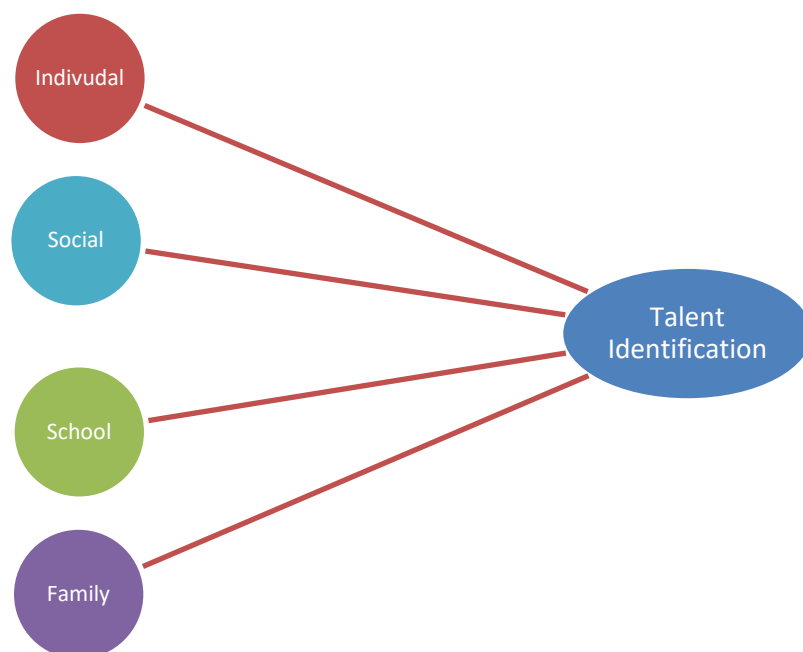 Indivudal
Social
Talent
Identification
School
Family